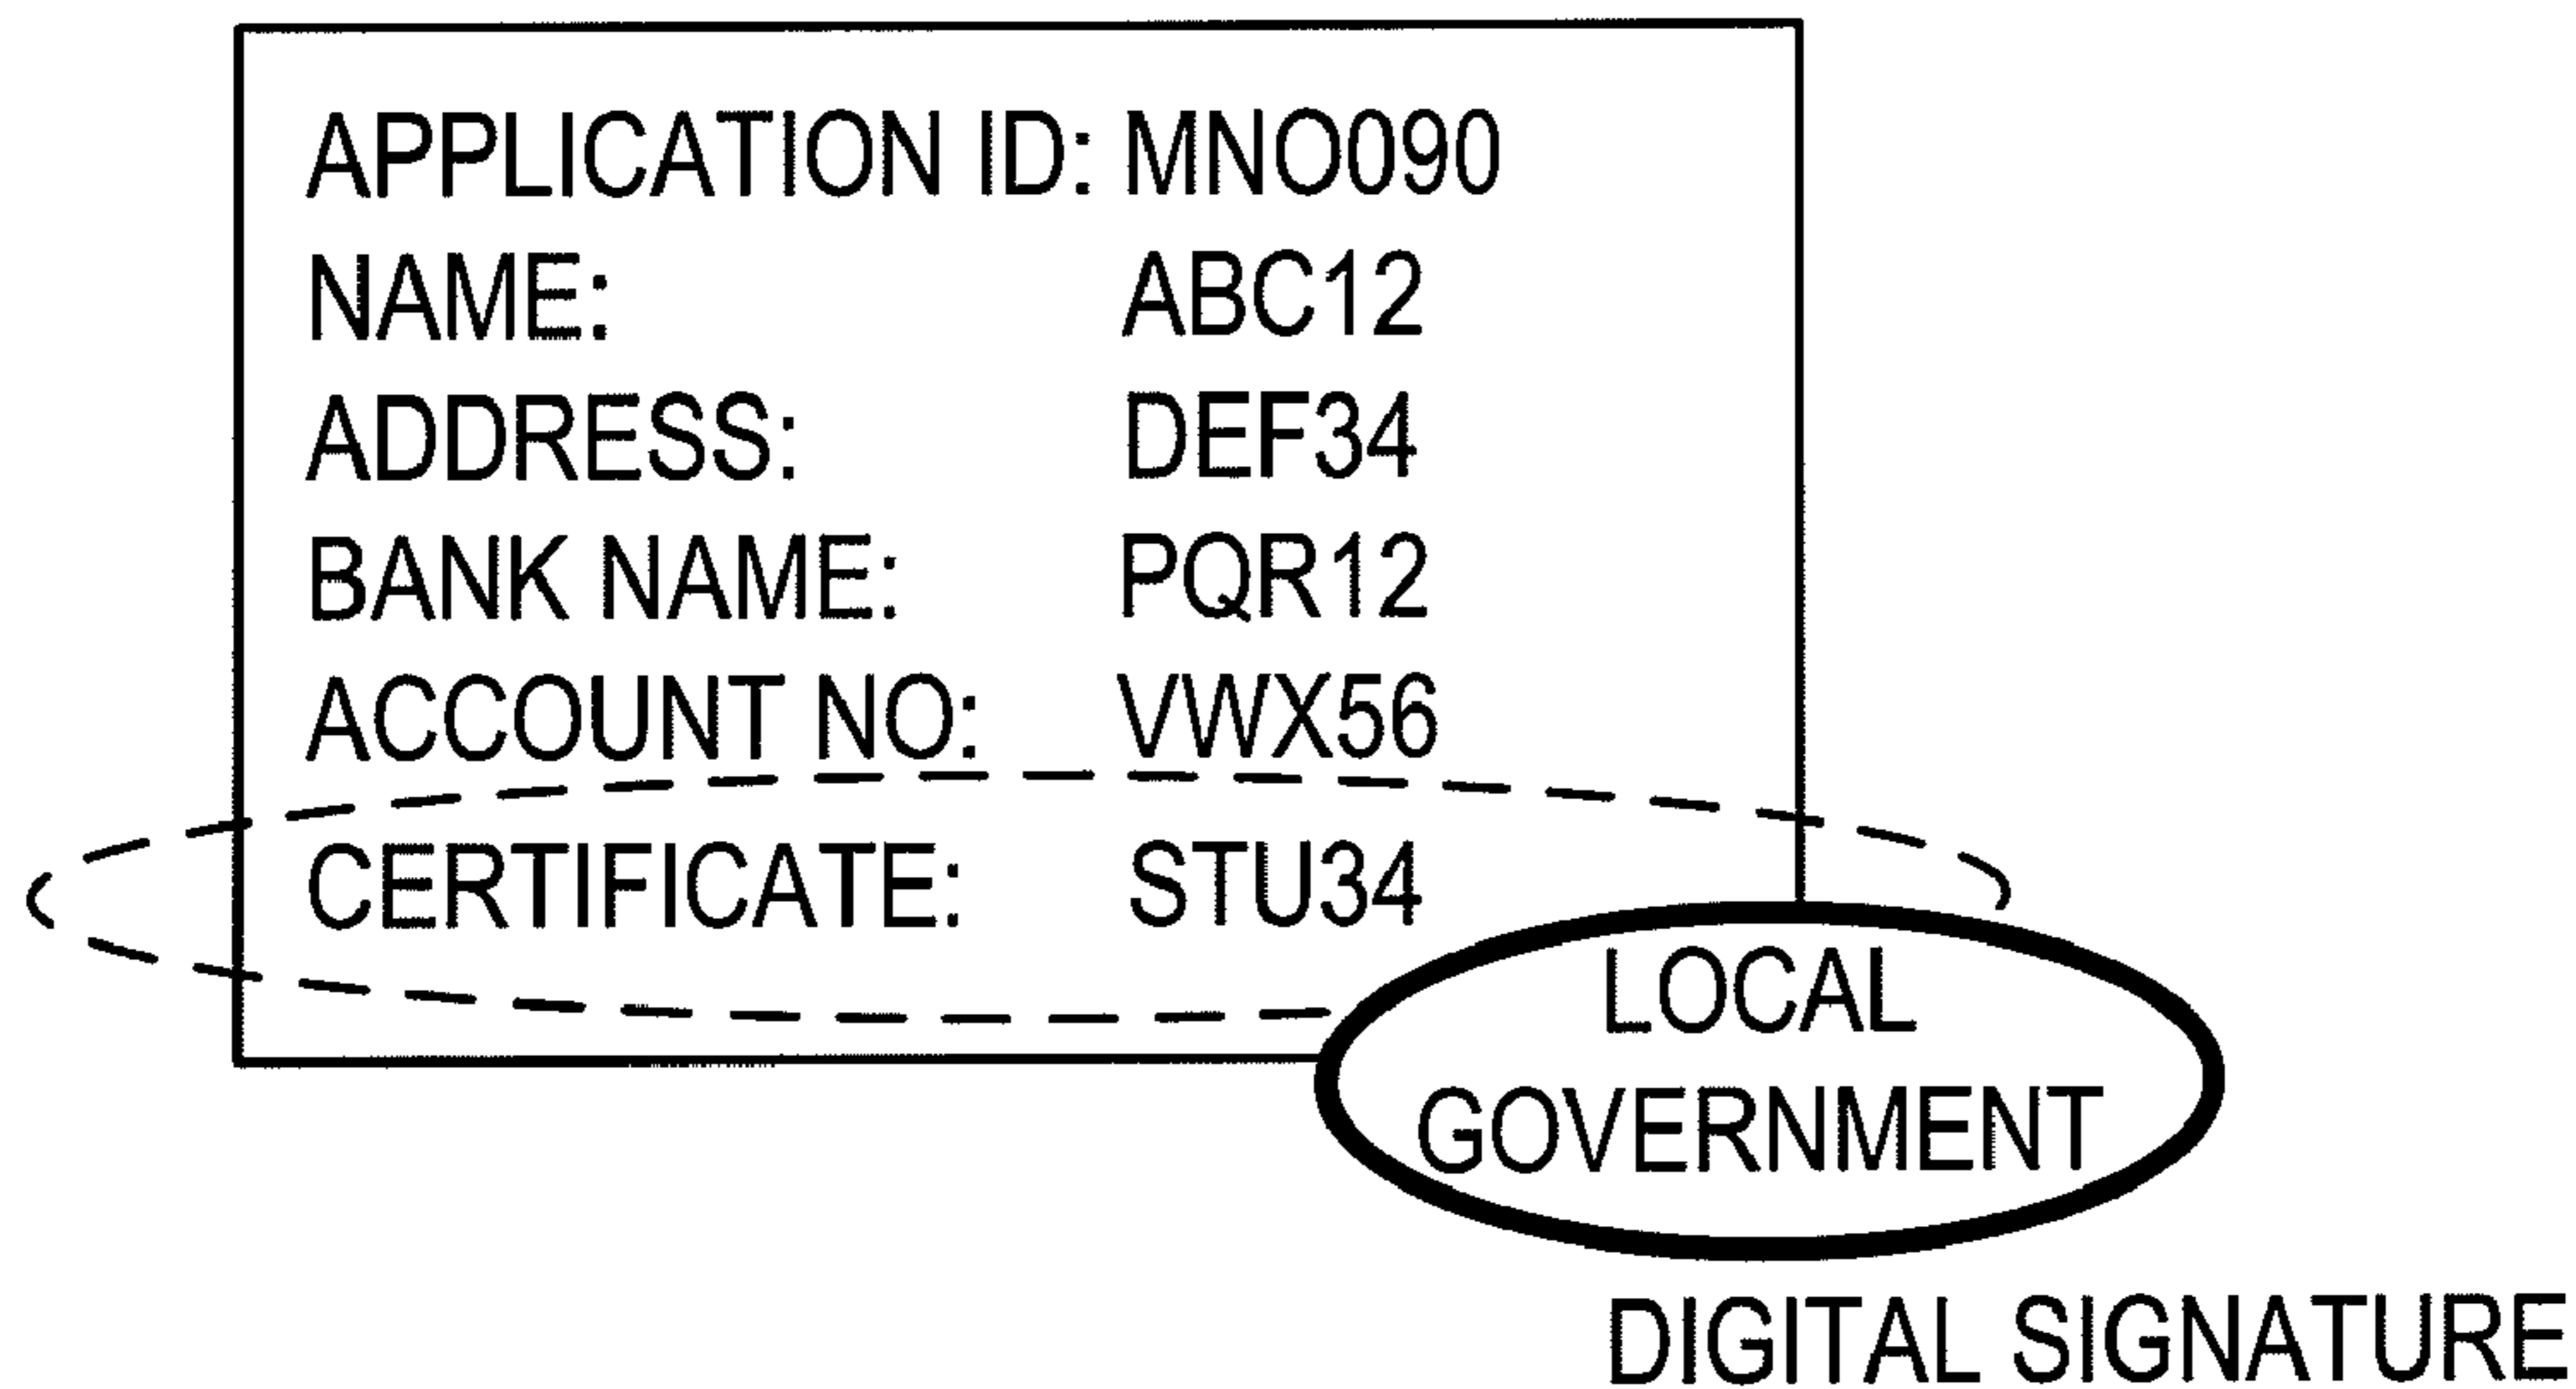 APPLICATION ID: MNO090
NAME: ABC12
ADDRESS: DEF34
BANK NAME: PQR12
ACCOUNT NO: VWX56
CERTIFICATE: STU34
LOCAL
GOVERNMENT
DIGITAL SIGNATURE